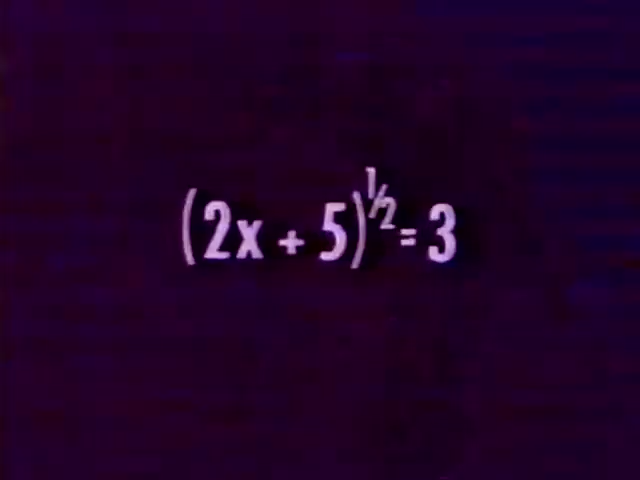 (2x + 5)^½ = 3